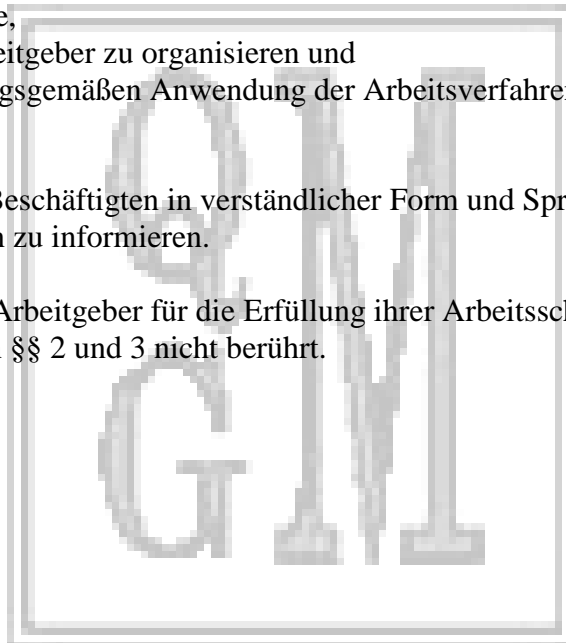 e,
eitgeber zu organisieren und
gsgemäßen Anwendung der Arbeitsverfahre
Beschäftigten in verständlicher Form und Spr
n zu informieren.
Arbeitgeber für die Erfüllung ihrer Arbeitssch
n §§ 2 und 3 nicht berührt.
Q M
G